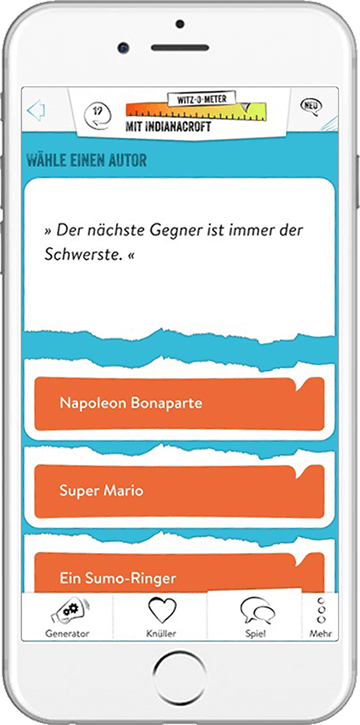 19
WITZ-O-METER
NEU
MIT INDIANACROFT
WÄHLE EINEN AUTOR
» Der nächste Gegner ist immer der
Schwerste. «
Napoleon Bonaparte
Super Mario
Ein Sumo-Ringer
Generator
Knüller
Spiel
Mehr